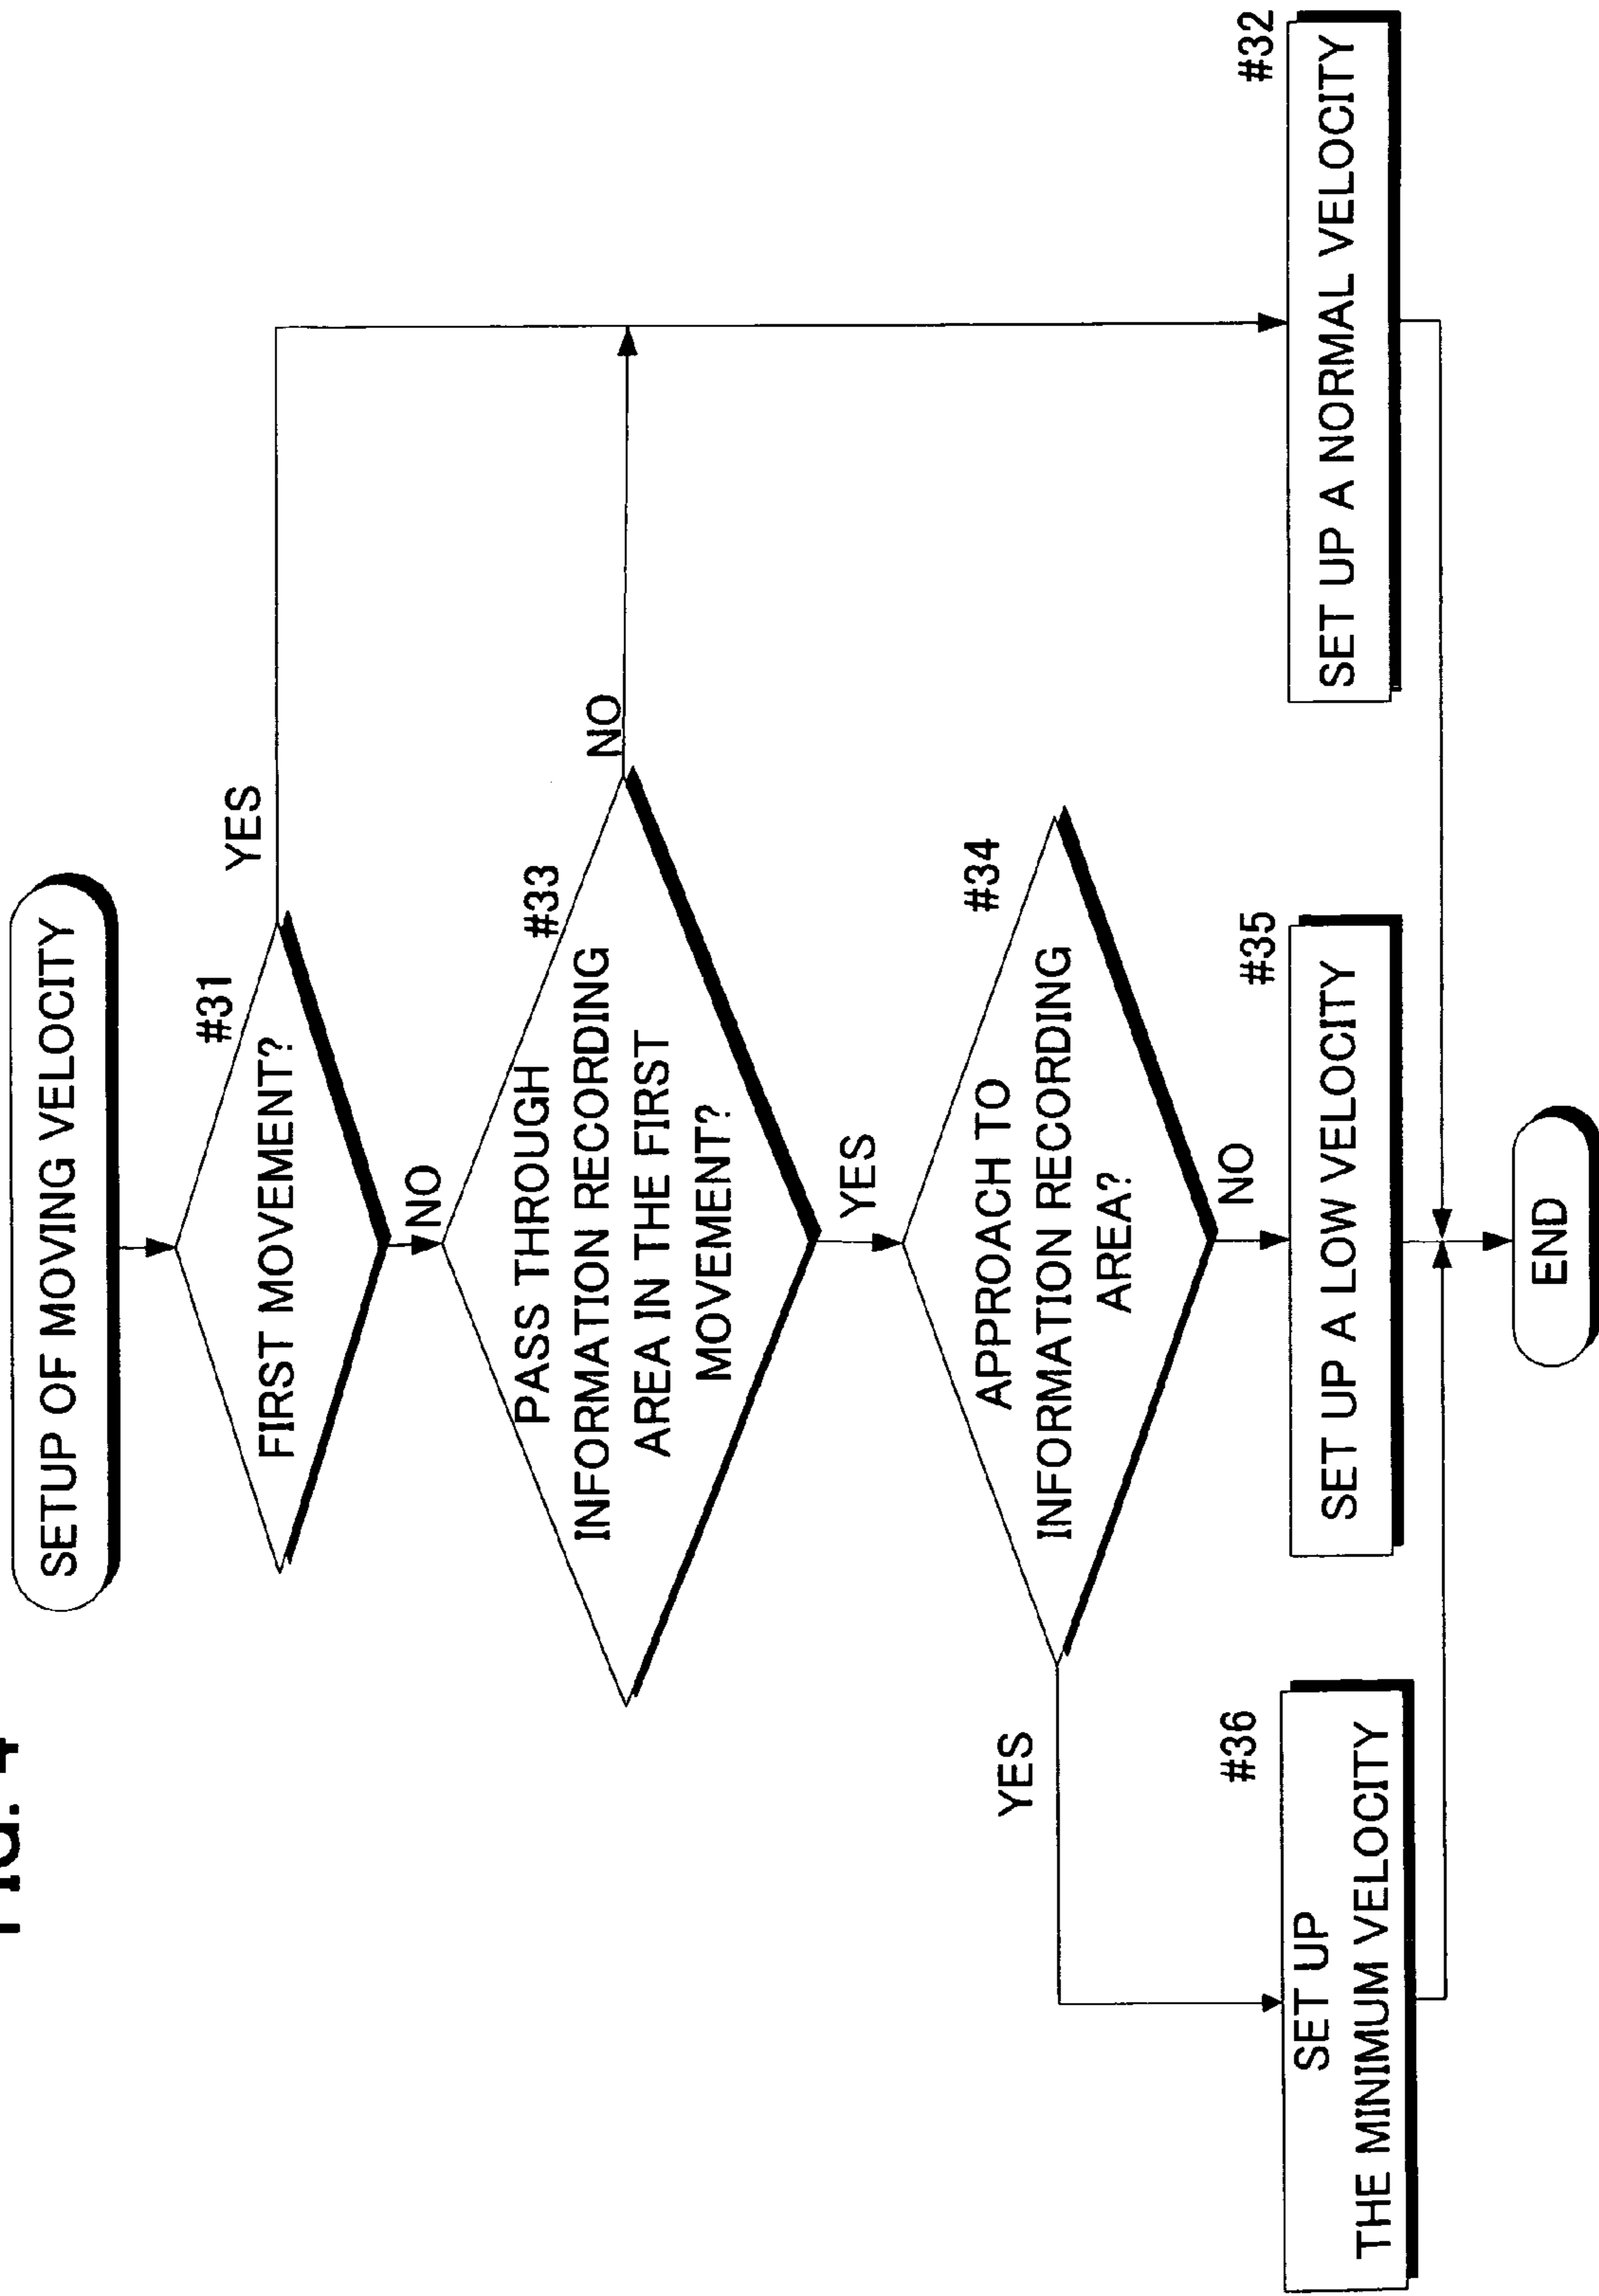 SETUP OF MOVING VELOCITY
#31
FIRST MOVEMENT?
YES
NO
#33
PASS THROUGH
INFORMATION RECORDING
AREA IN THE FIRST
MOVEMENT?
NO
YES
#34
APPROACH TO
INFORMATION RECORDING
AREA?
YES
NO
#36
SET UP
THE MINIMUM VELOCITY
#35
SET UP A LOW VELOCITY
#32
SET UP A NORMAL VELOCITY
END